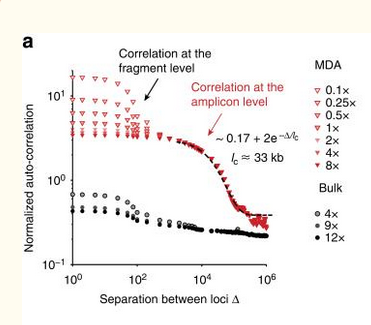 a
Correlation at the
fragment level
Correlation at the
amplicon level
~ 0.17 + 2e^-Δ/lc
lc ≈ 33 kb
Normalized auto-correlation
10^1
10^0
10^-1
10^0
10^2
10^4
10^6
Separation between loci Δ
MDA
0.1×
0.25×
0.5×
1×
2×
4×
8×
Bulk
4×
9×
12×